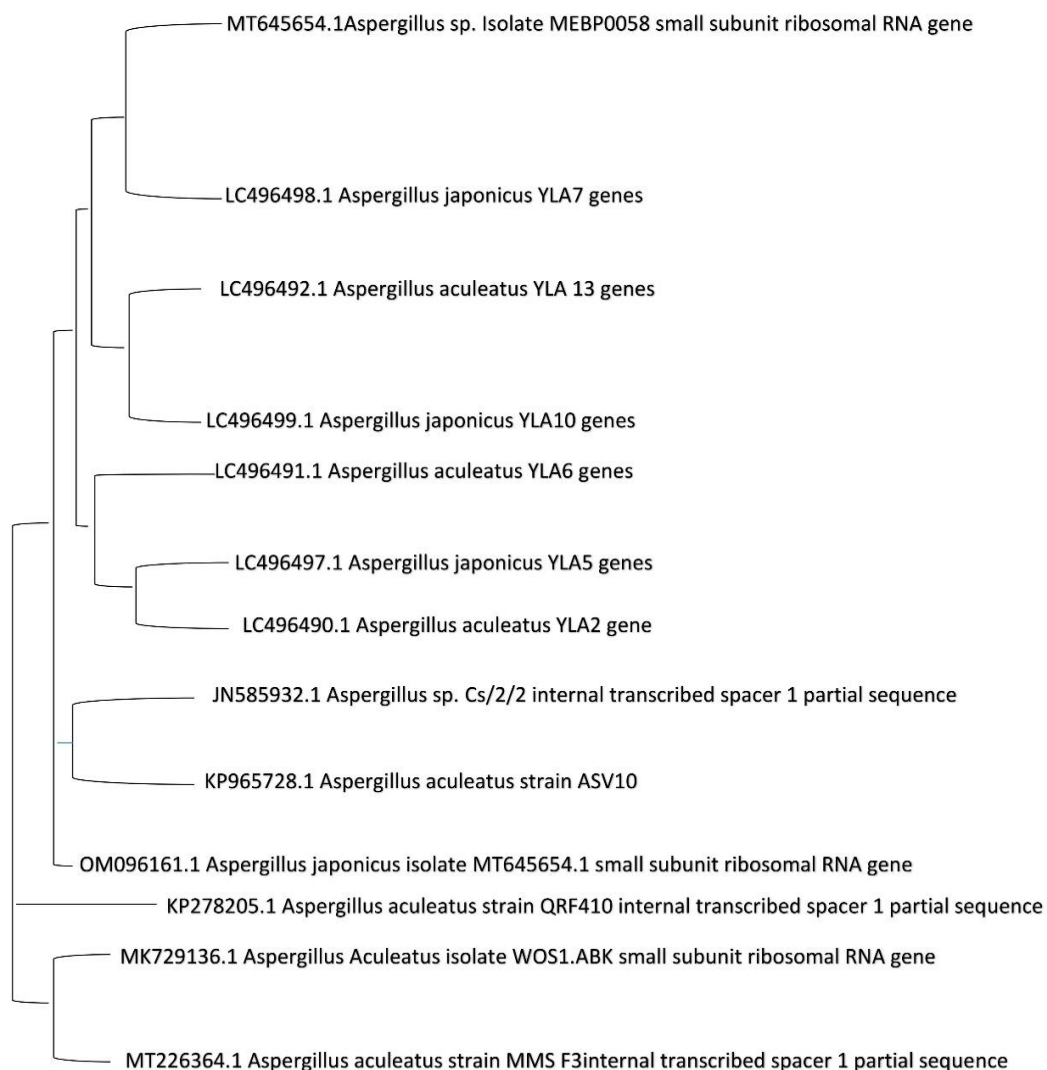 MT645654.1Aspergillus sp. Isolate MEBP0058 small subunit ribosomal RNA gene
LC496498.1 Aspergillus japonicus YLA7 genes
LC496492.1 Aspergillus aculeatus YLA 13 genes
LC496499.1 Aspergillus japonicus YLA10 genes
LC496491.1 Aspergillus aculeatus YLA6 genes
LC496497.1 Aspergillus japonicus YLA5 genes
LC496490.1 Aspergillus aculeatus YLA2 gene
JN585932.1 Aspergillus sp. Cs/2/2 internal transcribed spacer 1 partial sequence
KP965728.1 Aspergillus aculeatus strain ASV10
OM096161.1 Aspergillus japonicus isolate MT645654.1 small subunit ribosomal RNA gene
KP278205.1 Aspergillus aculeatus strain QRF410 internal transcribed spacer 1 partial sequence
MK729136.1 Aspergillus Aculeatus isolate WOS1.ABK small subunit ribosomal RNA gene
MT226364.1 Aspergillus aculeatus strain MMS F3internal transcribed spacer 1 partial sequence